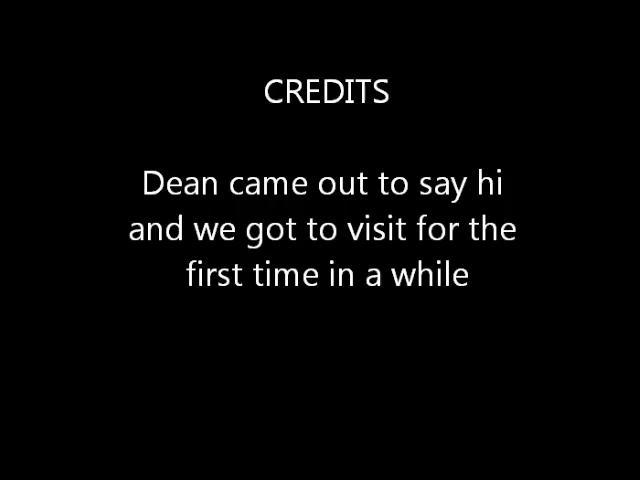 CREDITS
Dean came out to say hi
and we got to visit for the
first time in a while